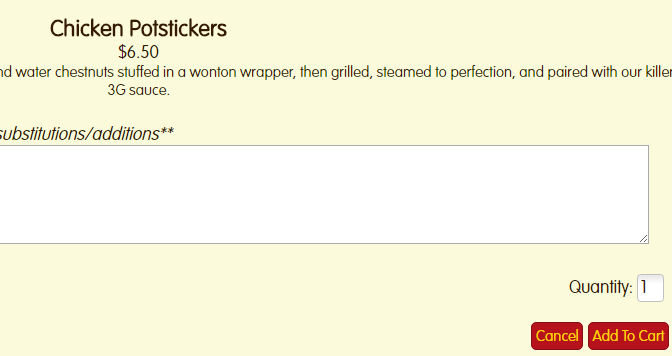 Chicken Potstickers
$6.50
water chestnuts stuffed in a wonton wrapper, then grilled, steamed to perfection, and paired with our killer
3G sauce.
substitutions/additions**
Quantity: 1
Cancel Add To Cart